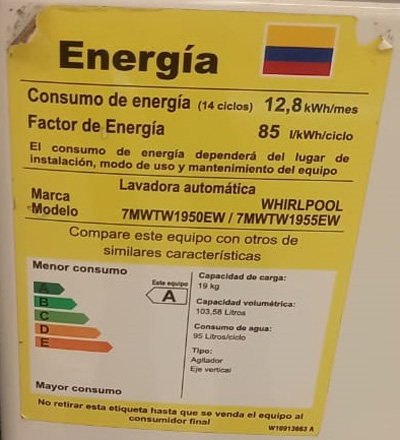 Energía
Consumo de energía (14 ciclos) 12,8 kWh/mes
Factor de Energía 85 l/kWh/ciclo
El consumo de energía dependerá del lugar de
instalación, modo de uso y mantenimiento del equipo
Lavadora automática
Marca WHIRLPOOL
Modelo 7MWTW1950EW / 7MWTW1955EW
Compare este equipo con otros de
similares características
Menor consumo
A
B
C
D
E
Mayor consumo
Este equipo
A
Capacidad de carga:
19 kg
Capacidad volumétrica:
103,58 Litros
Consumo de agua:
95 Litros/ciclo
Tipo:
Agitador
Eje vertical
No retirar esta etiqueta hasta que se venda el equipo al
consumidor final
W10913663 A